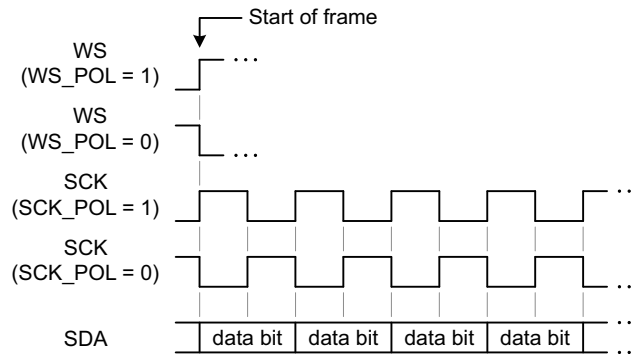 Start of frame
WS
(WS_POL = 1)
WS
(WS_POL = 0)
SCK
(SCK_POL = 1)
SCK
(SCK_POL = 0)
SDA
data bit data bit data bit data bit